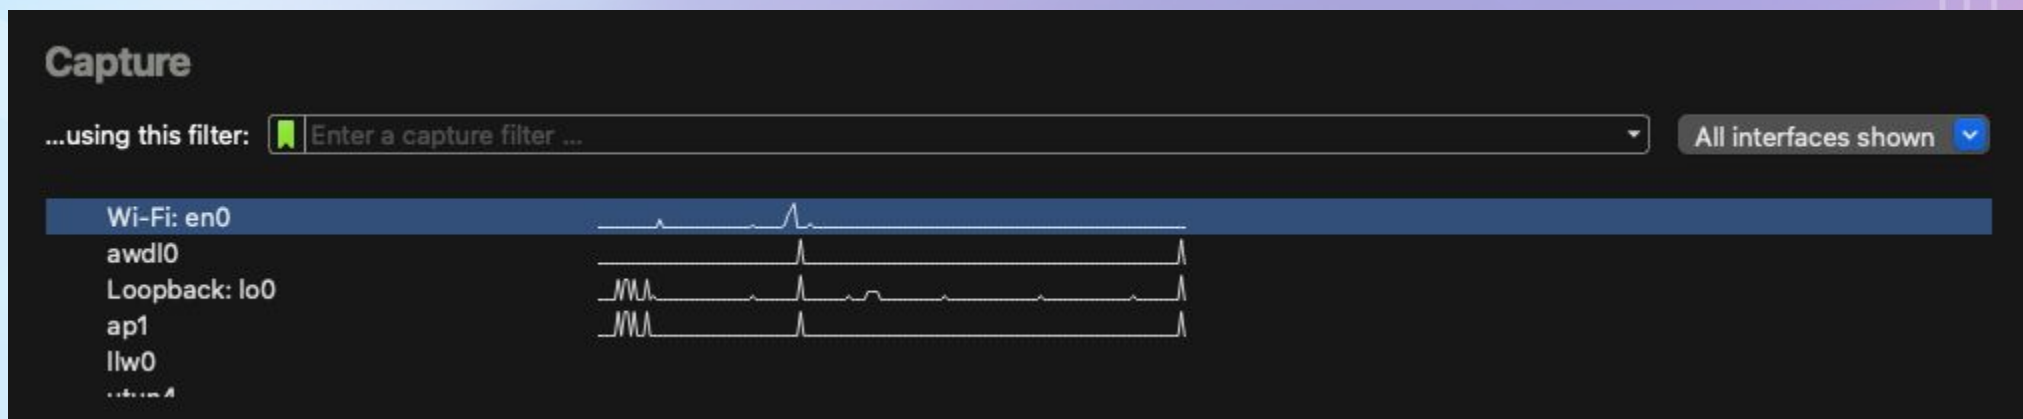 Capture
...using this filter: Enter a capture filter ... All interfaces shown
Wi-Fi: en0
awdl0
Loopback: lo0
ap1
llw0